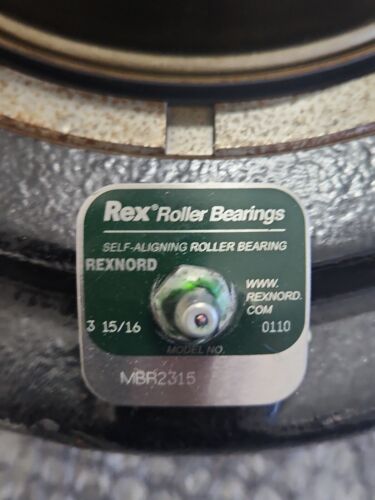 Rex® Roller Bearings
SELF-ALIGNING ROLLER BEARING
REXNORD
WWW.
REXNORD.
COM
3 15/16
0110
MODEL NO.
MBR2315